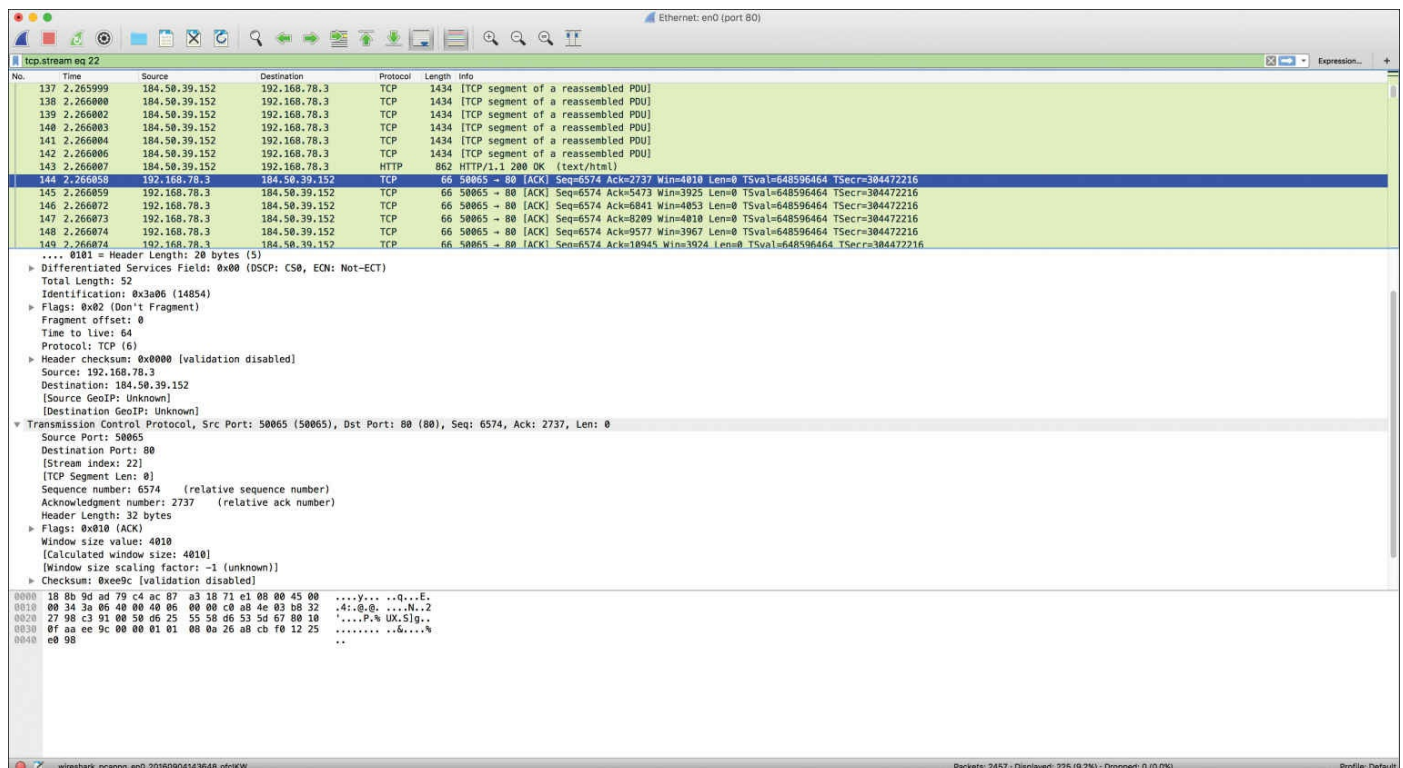 Ethernet: en0 (port 80)
tcp.stream eq 22 Expression... +
No. Time Source Destination Protocol Length Info
137 2.265999 184.50.39.152 192.168.78.3 TCP 1434 [TCP segment of a reassembled PDU]
138 2.266000 184.50.39.152 192.168.78.3 TCP 1434 [TCP segment of a reassembled PDU]
139 2.266002 184.50.39.152 192.168.78.3 TCP 1434 [TCP segment of a reassembled PDU]
140 2.266003 184.50.39.152 192.168.78.3 TCP 1434 [TCP segment of a reassembled PDU]
141 2.266004 184.50.39.152 192.168.78.3 TCP 1434 [TCP segment of a reassembled PDU]
142 2.266006 184.50.39.152 192.168.78.3 TCP 1434 [TCP segment of a reassembled PDU]
143 2.266007 184.50.39.152 192.168.78.3 HTTP 862 HTTP/1.1 200 OK (text/html)
144 2.266058 192.168.78.3 184.50.39.152 TCP 66 50065 → 80 [ACK] Seq=6574 Ack=2737 Win=4010 Len=0 TSval=648596464 TSecr=304472216
145 2.266059 192.168.78.3 184.50.39.152 TCP 66 50065 → 80 [ACK] Seq=6574 Ack=5473 Win=3925 Len=0 TSval=648596464 TSecr=304472216
146 2.266072 192.168.78.3 184.50.39.152 TCP 66 50065 → 80 [ACK] Seq=6574 Ack=6841 Win=4053 Len=0 TSval=648596464 TSecr=304472216
147 2.266073 192.168.78.3 184.50.39.152 TCP 66 50065 → 80 [ACK] Seq=6574 Ack=8209 Win=4010 Len=0 TSval=648596464 TSecr=304472216
148 2.266074 192.168.78.3 184.50.39.152 TCP 66 50065 → 80 [ACK] Seq=6574 Ack=9577 Win=3967 Len=0 TSval=648596464 TSecr=304472216
149 2.266074 192.168.78.3 184.50.39.152 TCP 66 50065 → 80 [ACK] Seq=6574 Ack=10945 Win=3924 Len=0 TSval=648596464 TSecr=304472216
.... 0101 = Header Length: 20 bytes (5)
Differentiated Services Field: 0x00 (DSCP: CS0, ECN: Not-ECT)
Total Length: 52
Identification: 0x3a06 (14854)
Flags: 0x02 (Don't Fragment)
Fragment offset: 0
Time to live: 64
Protocol: TCP (6)
Header checksum: 0x0000 [validation disabled]
Source: 192.168.78.3
Destination: 184.50.39.152
[Source GeoIP: Unknown]
[Destination GeoIP: Unknown]
Transmission Control Protocol, Src Port: 50065 (50065), Dst Port: 80 (80), Seq: 6574, Ack: 2737, Len: 0
Source Port: 50065
Destination Port: 80
[Stream index: 22]
[TCP Segment Len: 0]
Sequence number: 6574 (relative sequence number)
Acknowledgment number: 2737 (relative ack number)
Header Length: 32 bytes
Flags: 0x010 (ACK)
Window size value: 4010
[Calculated window size: 4010]
[Window size scaling factor: -1 (unknown)]
Checksum: 0xee9c [validation disabled]
0000 18 8b 9d ad 79 c4 ac 87 a3 18 71 e1 08 00 45 00 ....y... ..q...E.
0010 00 34 3a 06 40 00 40 06 00 00 c0 a8 4e 03 b8 32 .4:.@.@. ....N..2
0020 27 98 c3 91 00 50 d6 25 55 58 d6 53 5d 67 80 10 '....P.% UX.S]g..
0030 0f aa ee 9c 00 00 01 01 08 0a 26 a8 cb f0 12 25 ........ ..&....%
0040 e0 98 ..
wireshark_pcapng_en0_20160904143648_ofclKW Packets: 2457 · Displayed: 225 (9.2%) · Dropped: 0 (0.0%) Profile: Default